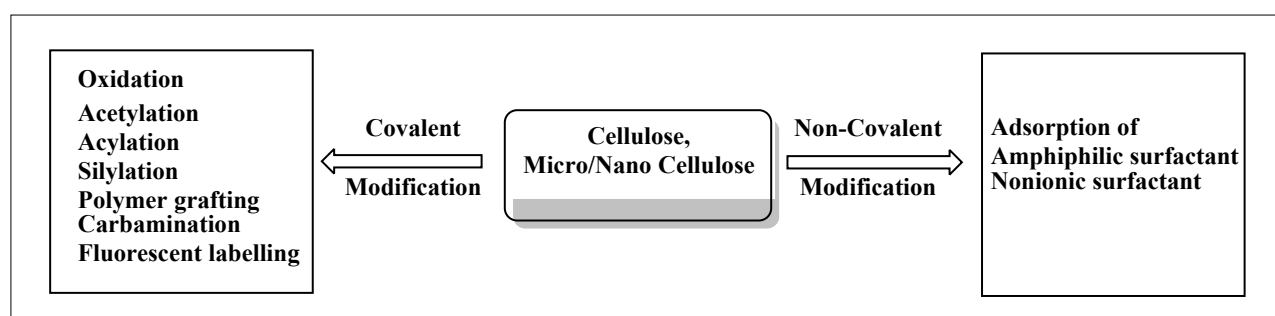 Oxidation
Acetylation
Acylation
Silylation
Polymer grafting
Carbamination
Fluorescent labelling
Covalent
Modification
Cellulose,
Micro/Nano Cellulose
Non-Covalent
Modification
Adsorption of
Amphiphilic surfactant
Nonionic surfactant